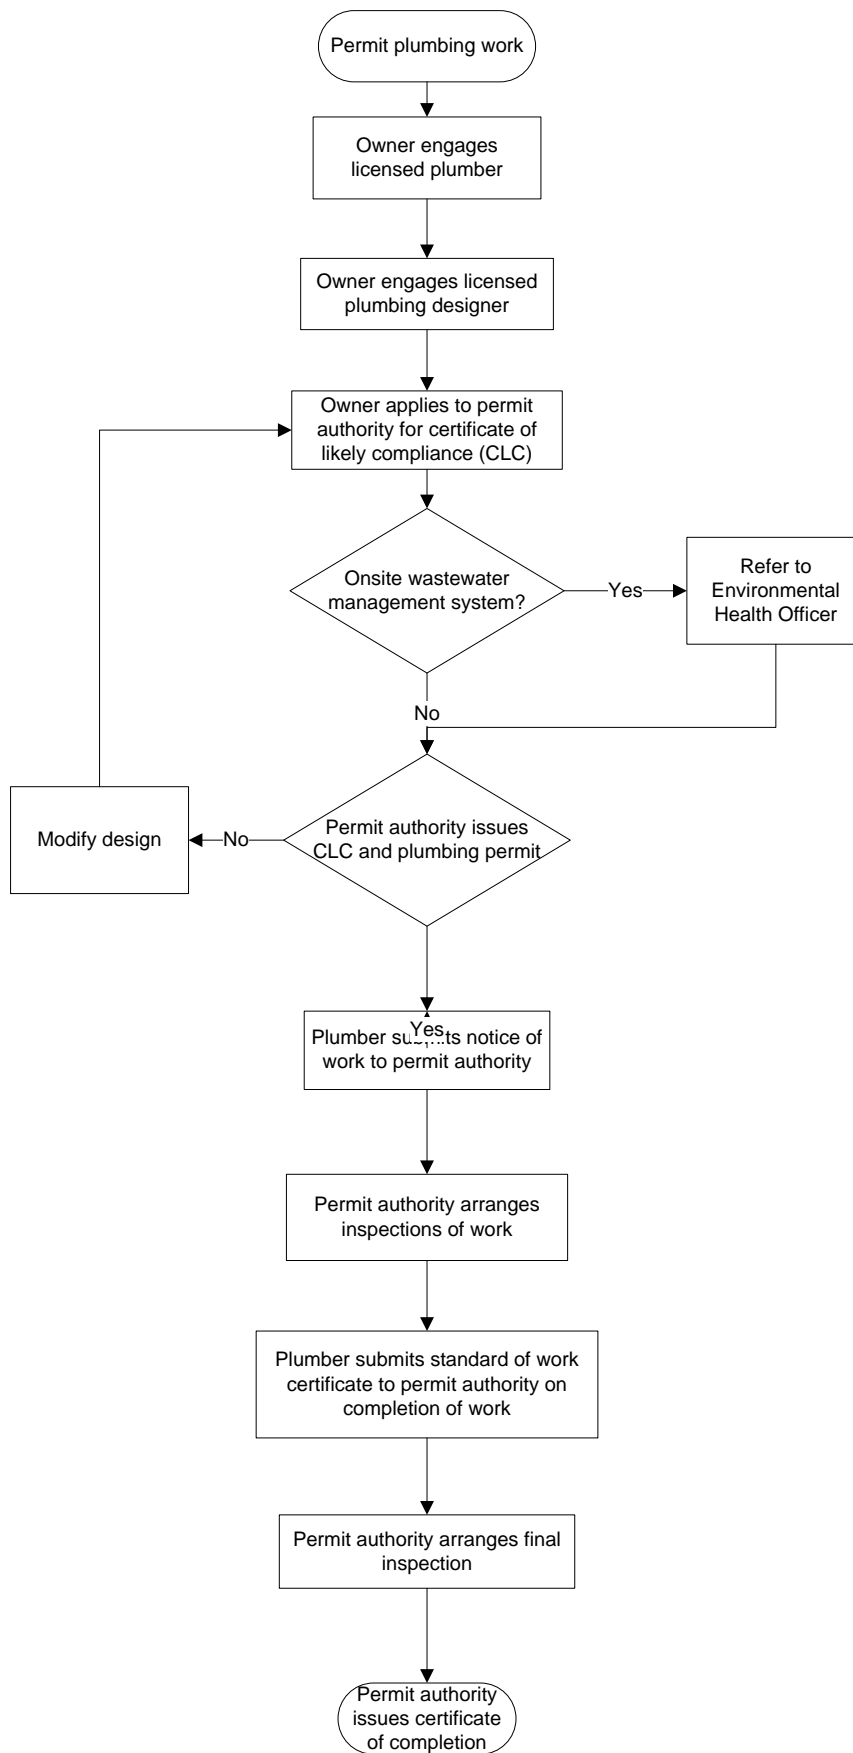 Permit plumbing work
Owner engages
licensed plumber
Owner engages licensed
plumbing designer
Owner applies to permit
authority for certificate of
likely compliance (CLC)
Onsite wastewater
management system?
Yes
Refer to
Environmental
Health Officer
No
Permit authority issues
CLC and plumbing permit
No
Modify design
Yes
Plumber submits notice of
work to permit authority
Permit authority arranges
inspections of work
Plumber submits standard of work
certificate to permit authority on
completion of work
Permit authority arranges final
inspection
Permit authority
issues certificate
of completion